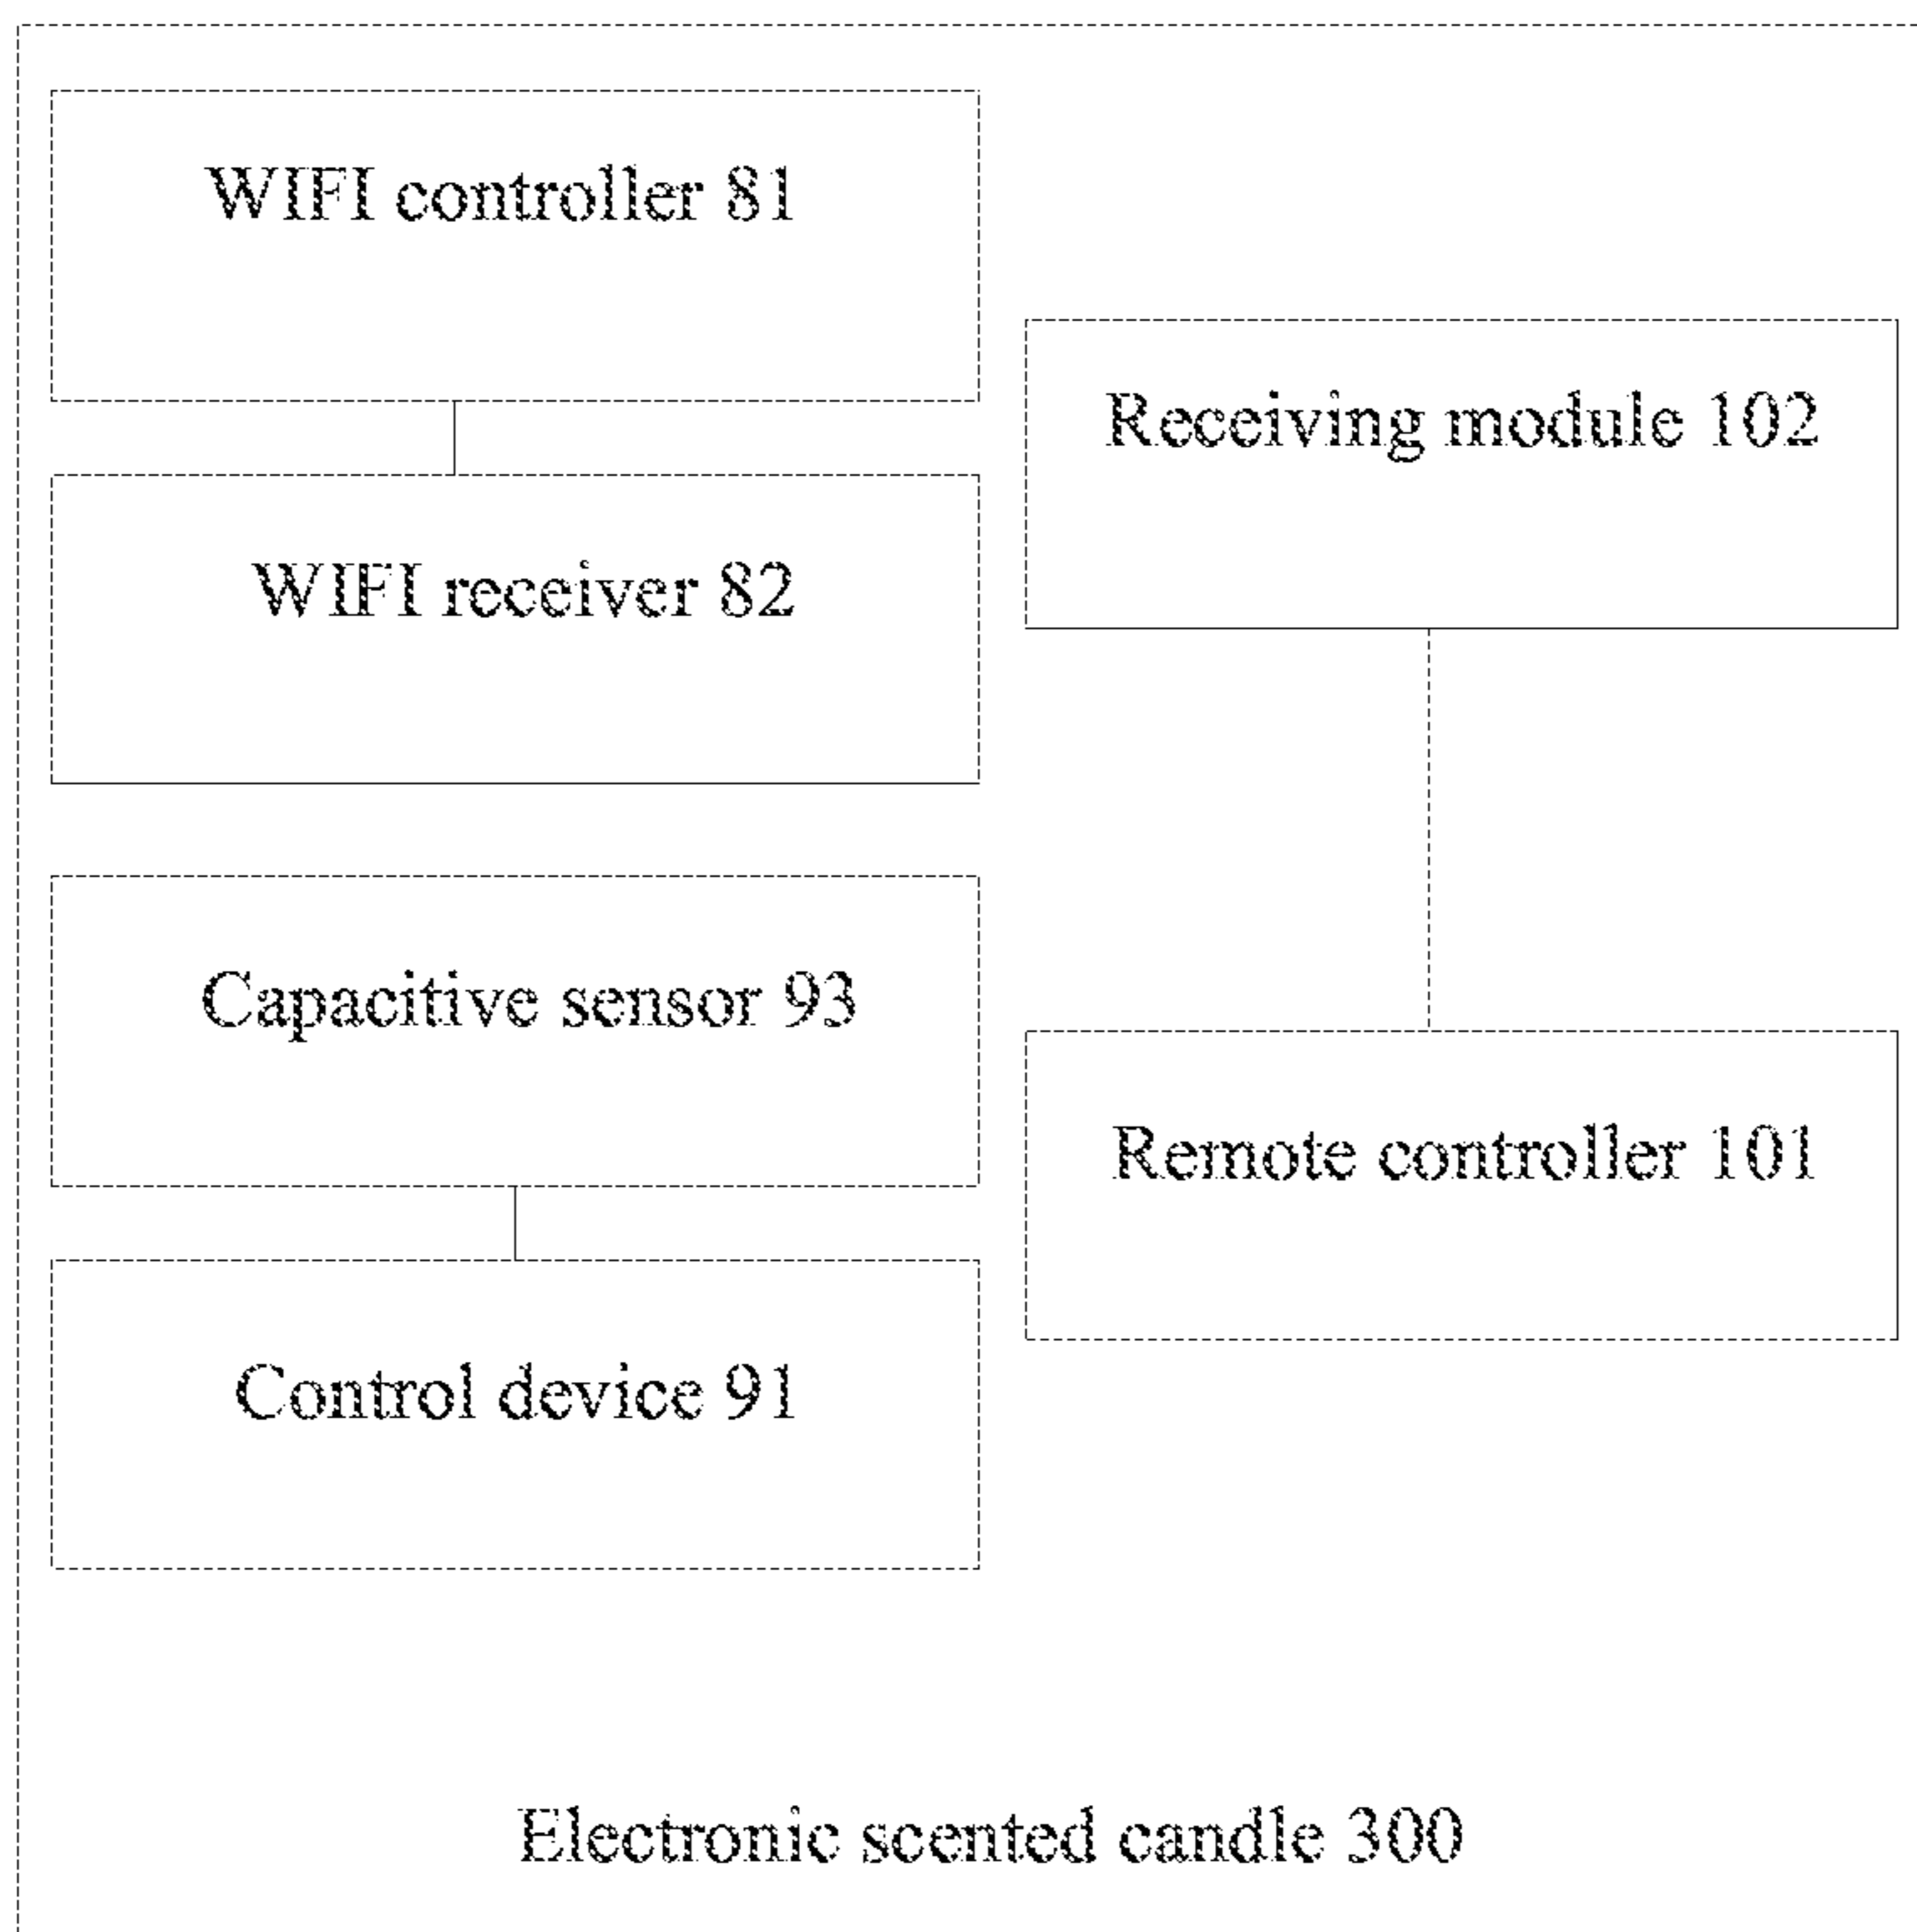 WIFI controller 81
WIFI receiver 82
Capacitive sensor 93
Control device 91
Receiving module 102
Remote controller 101
Electronic scented candle 300